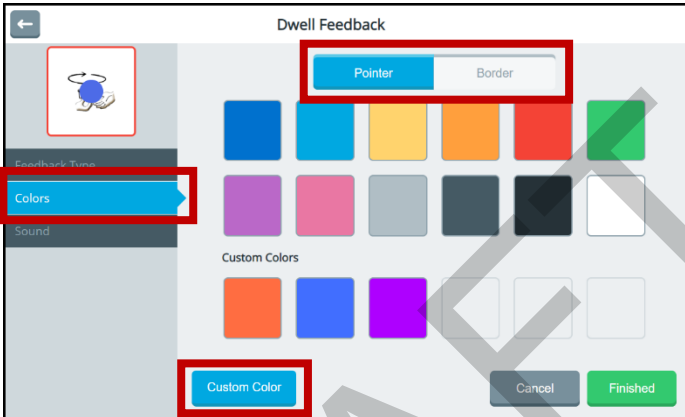 Dwell Feedback
Pointer
Border
Feedback Type
Colors
Sound
Custom Colors
Custom Color
Cancel
Finished